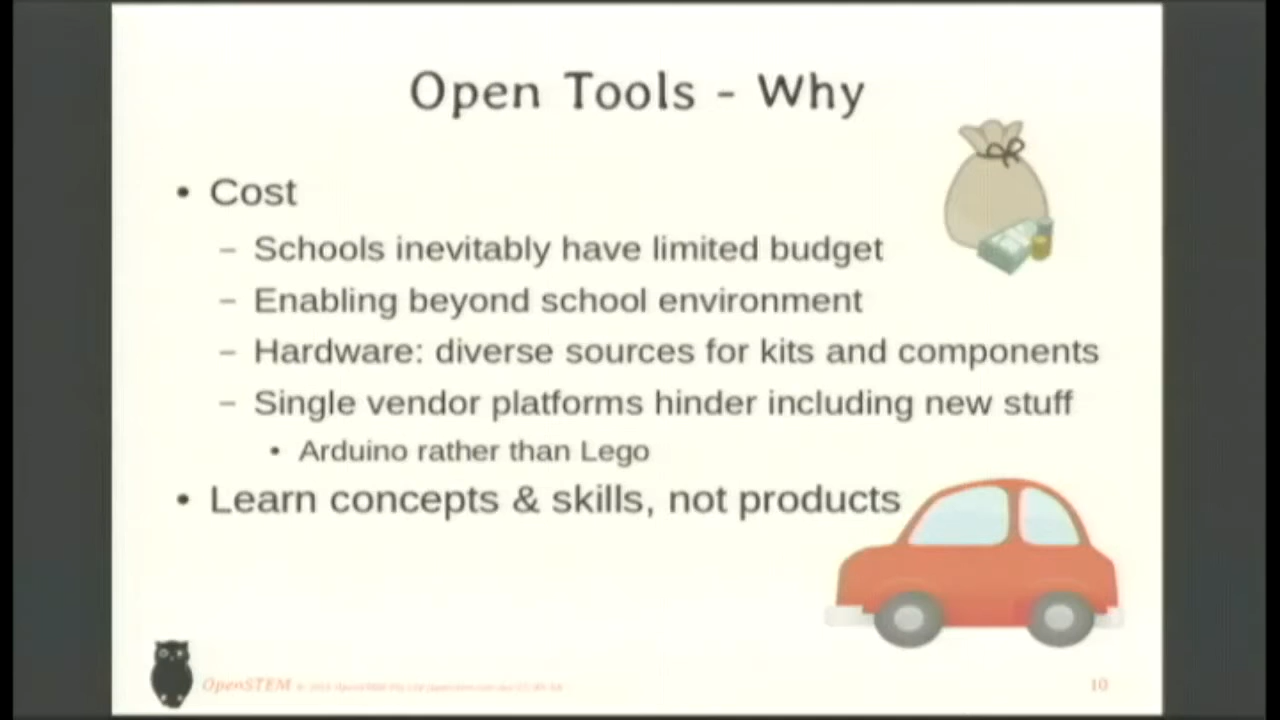 Open Tools - Why
• Cost
– Schools inevitably have limited budget
– Enabling beyond school environment
– Hardware: diverse sources for kits and components
– Single vendor platforms hinder including new stuff
• Arduino rather than Lego
• Learn concepts & skills, not products
OpenSTEM
10